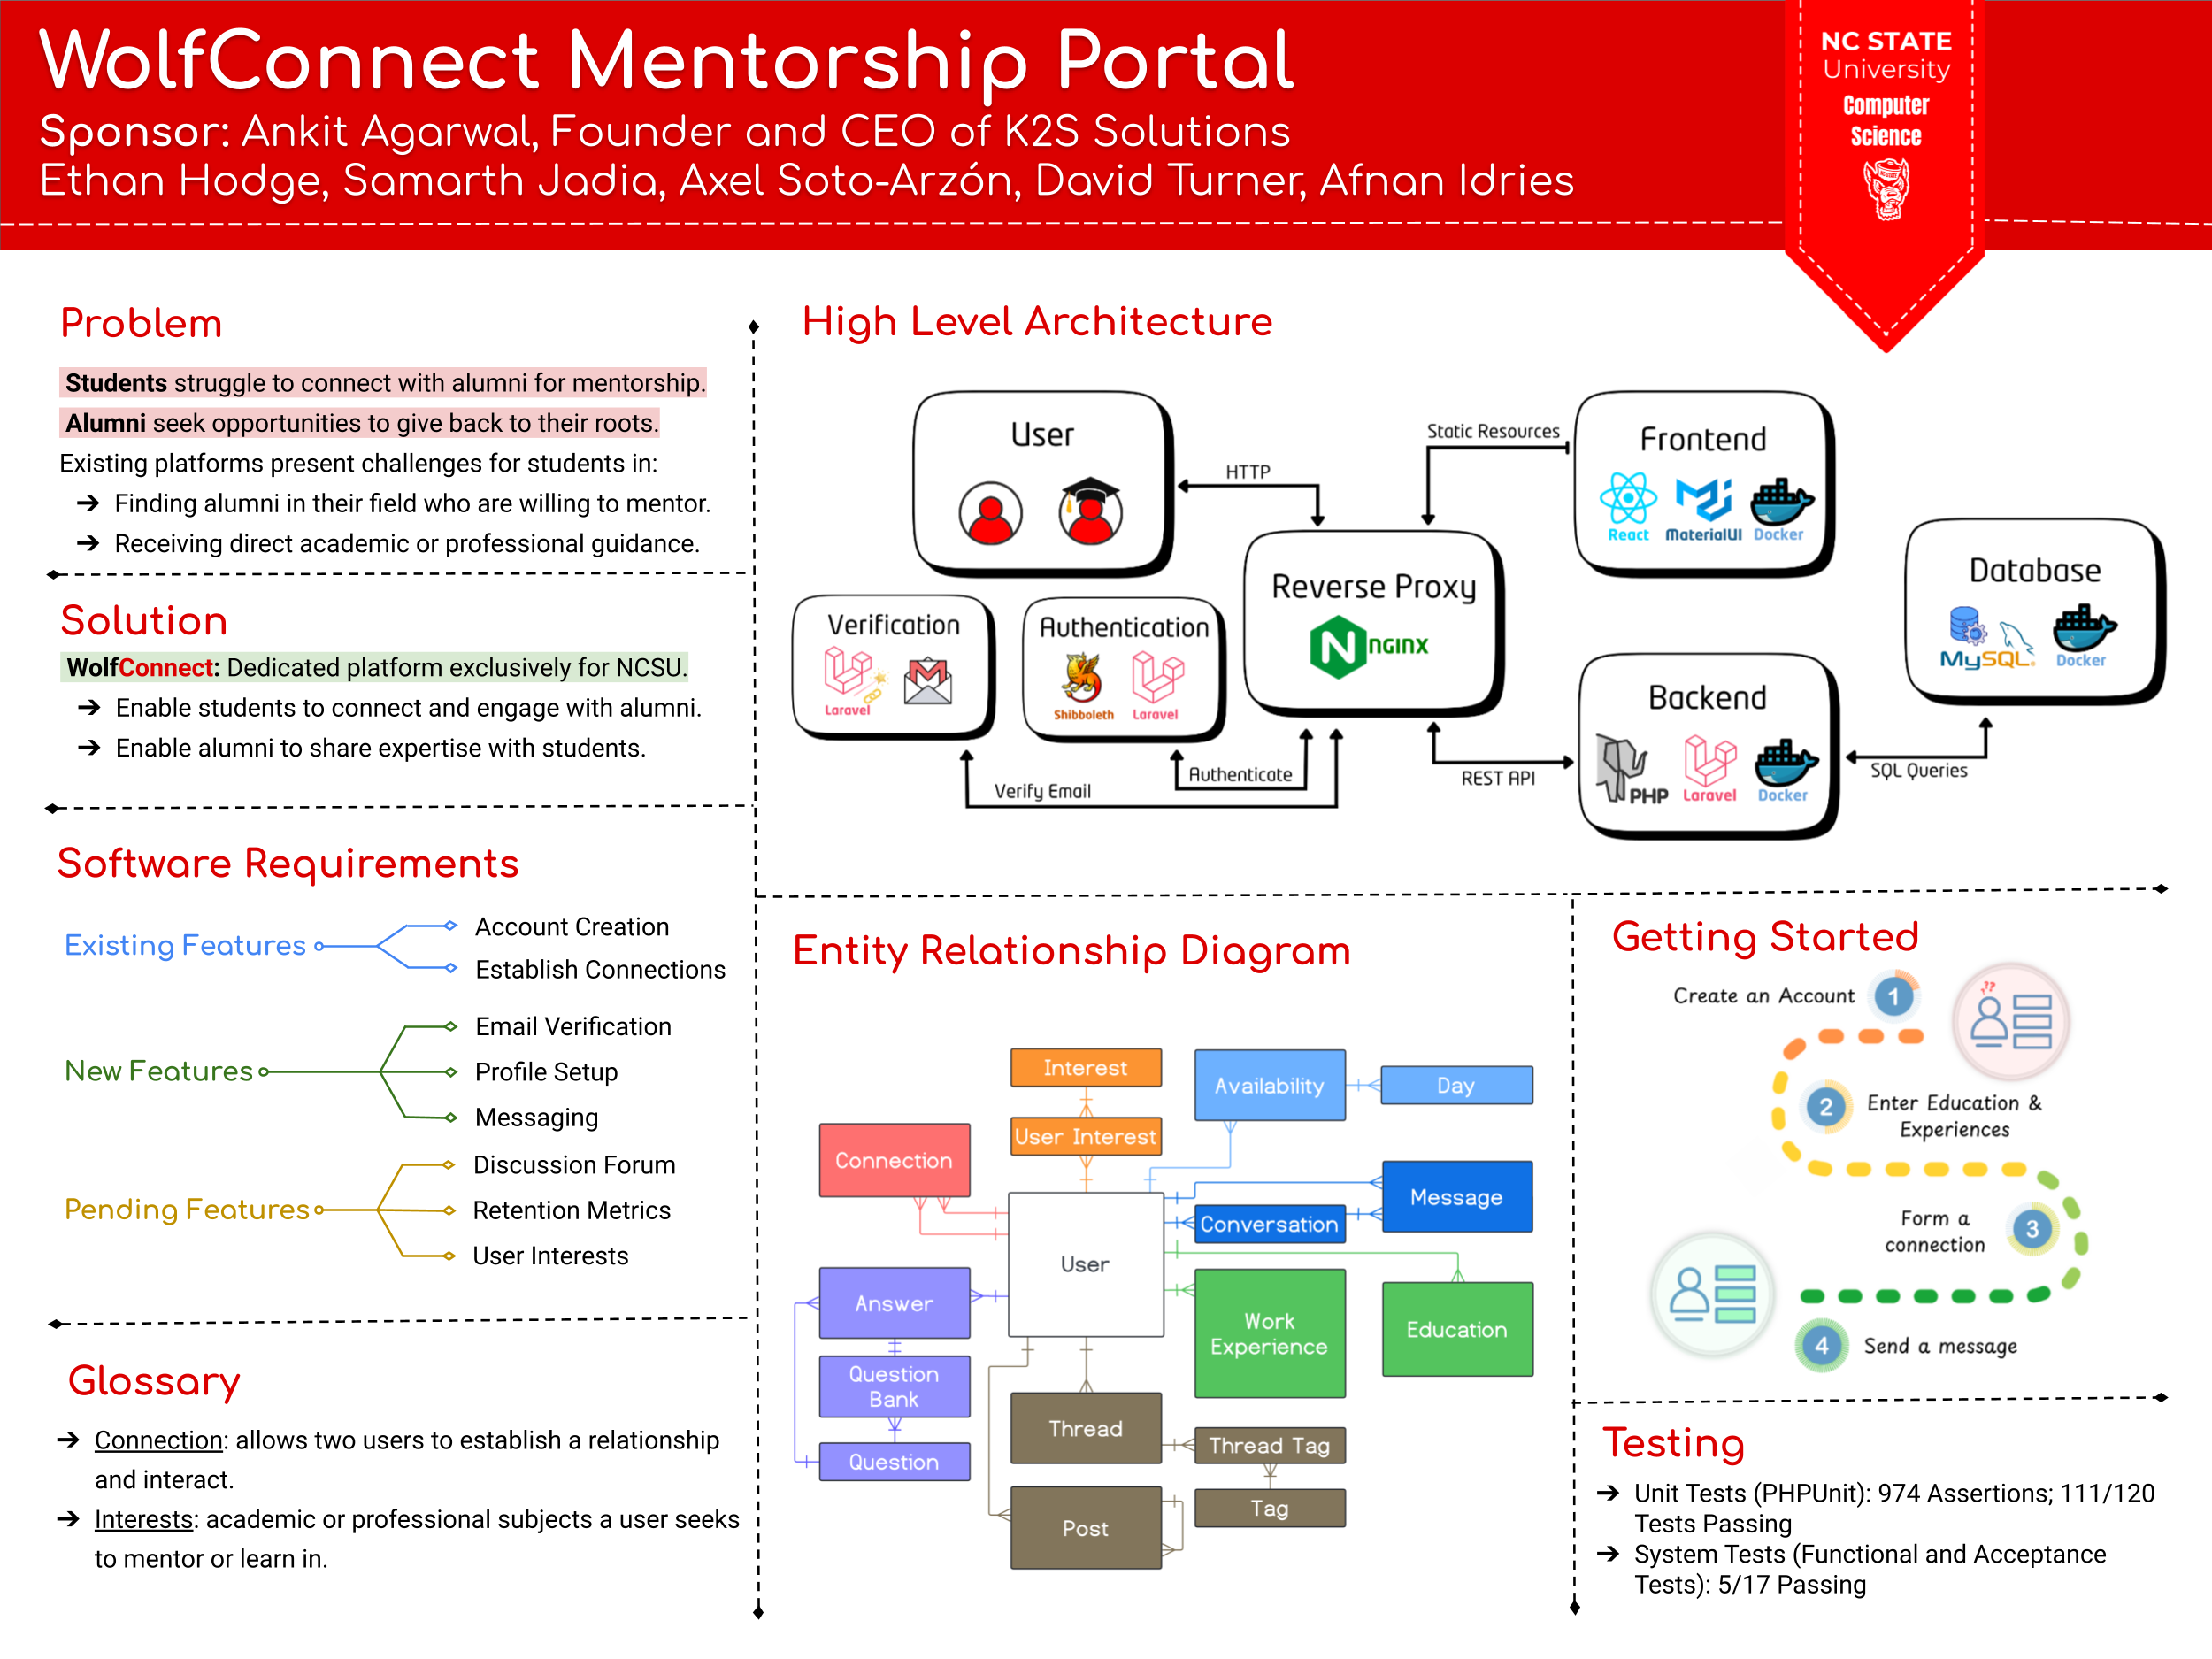 WolfConnect Mentorship Portal
Sponsor: Ankit Agarwal, Founder and CEO of K2S Solutions
Ethan Hodge, Samarth Jadia, Axel Soto-Arzón, David Turner, Afnan Idries
NC STATE
University
Computer
Science
Problem
Students struggle to connect with alumni for mentorship.
Alumni seek opportunities to give back to their roots.
Existing platforms present challenges for students in:
➔ Finding alumni in their field who are willing to mentor.
➔ Receiving direct academic or professional guidance.
Solution
WolfConnect: Dedicated platform exclusively for NCSU.
➔ Enable students to connect and engage with alumni.
➔ Enable alumni to share expertise with students.
Software Requirements
Existing Features
Account Creation
Establish Connections
New Features
Email Verification
Profile Setup
Messaging
Pending Features
Discussion Forum
Retention Metrics
User Interests
Glossary
➔ Connection: allows two users to establish a relationship
and interact.
➔ Interests: academic or professional subjects a user seeks
to mentor or learn in.
High Level Architecture
User
HTTP
Static Resources
Frontend
React
MaterialUI
Docker
Reverse Proxy
NGINX
Verification
Laravel
Authentication
Shibboleth
Laravel
Database
MySQL
Docker
Backend
PHP
Laravel
Docker
Verify Email
Authenticate
REST API
SQL Queries
Entity Relationship Diagram
Interest
User Interest
Availability
Day
Connection
Message
Conversation
User
Answer
Work
Experience
Education
Question
Bank
Question
Thread
Thread Tag
Tag
Post
Getting Started
Create an Account
1
??
2
Enter Education &
Experiences
Form a
connection
3
4
Send a message
Testing
➔ Unit Tests (PHPUnit): 974 Assertions; 111/120
Tests Passing
➔ System Tests (Functional and Acceptance
Tests): 5/17 Passing